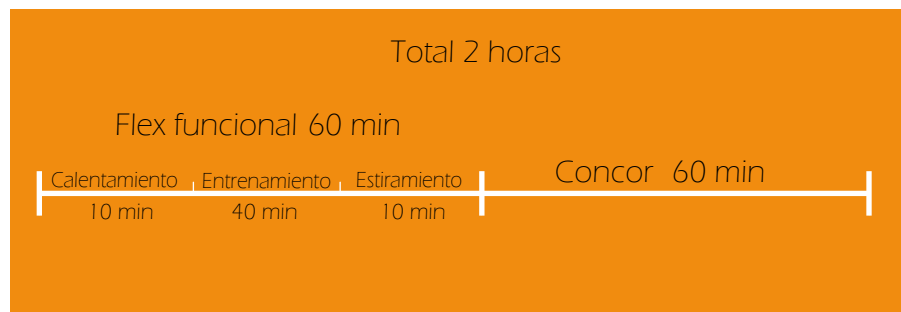 Total 2 horas
Flex funcional 60 min
Calentamiento Entrenamiento Estiramiento
Concor 60 min
10 min 40 min 10 min